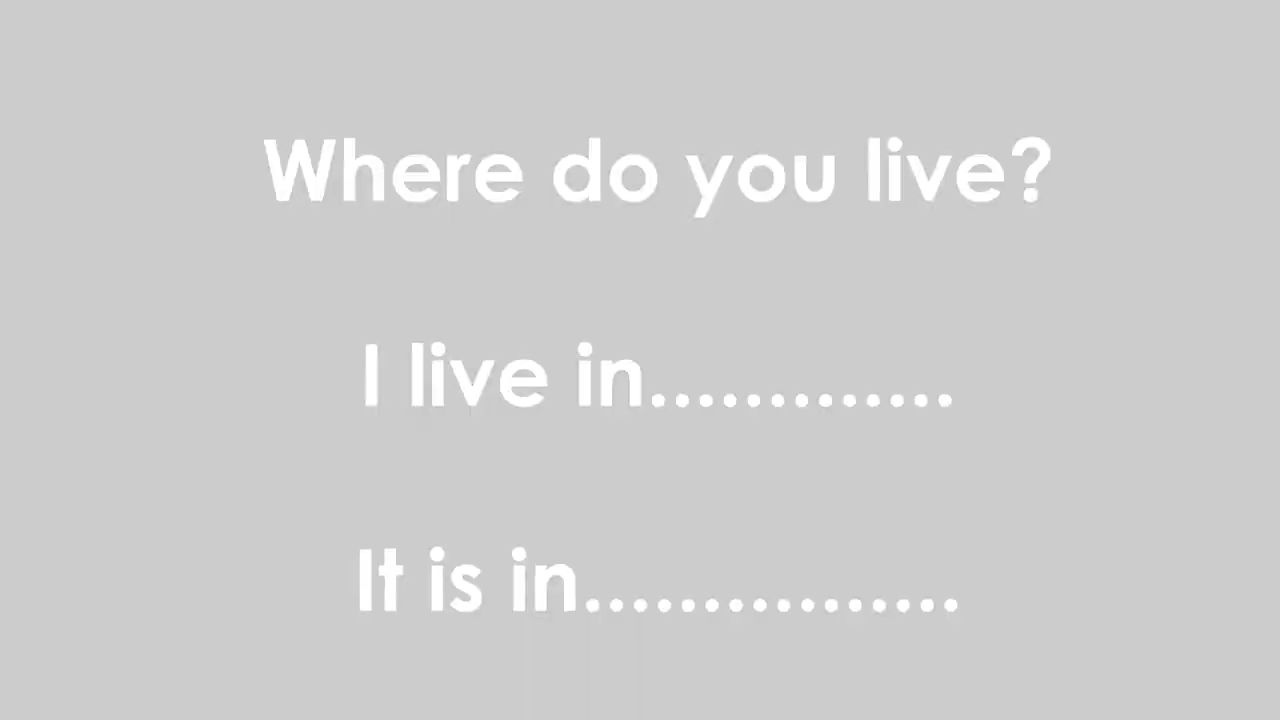 Where do you live?
I live in.............
It is in................